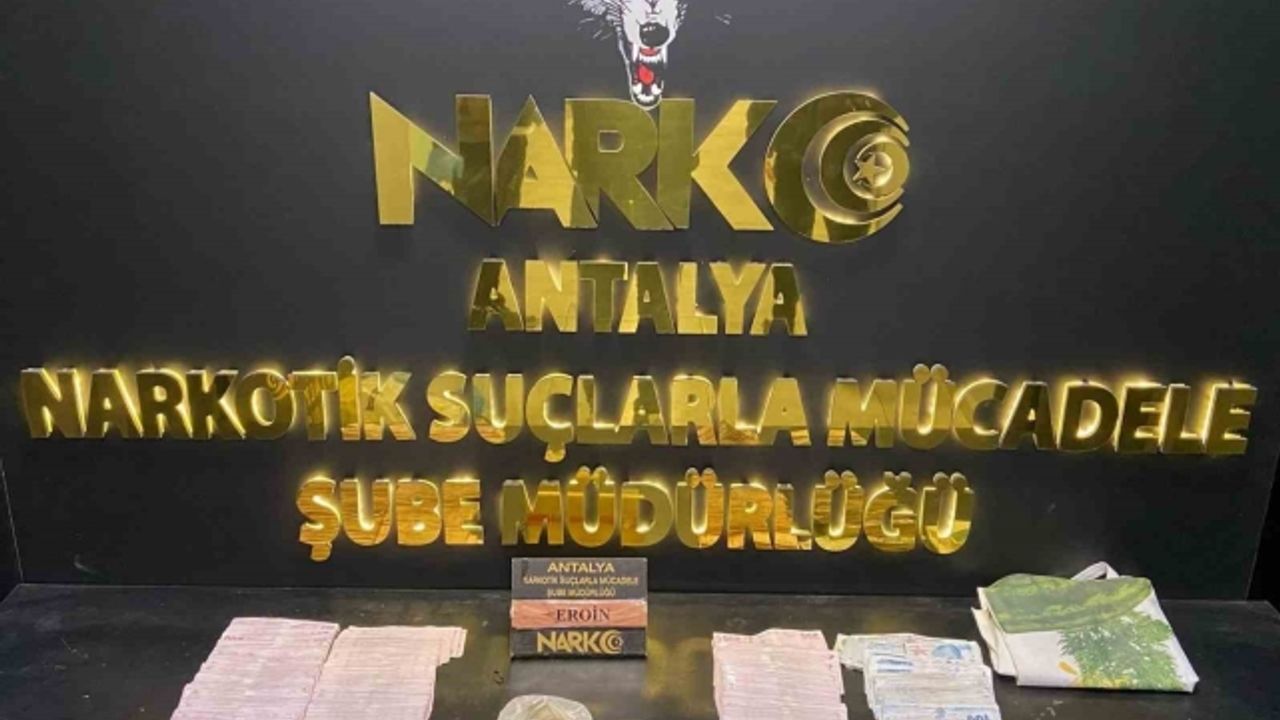 NARKO
ANTALYA
NARKOTİK SUÇLARLA MÜCADELE
ŞUBE MÜDÜRLÜĞÜ
ANTALYA
NARKOTİK SUÇLARLA MÜCADELE
ŞUBE MÜDÜRLÜĞÜ
EROİN
NARKO